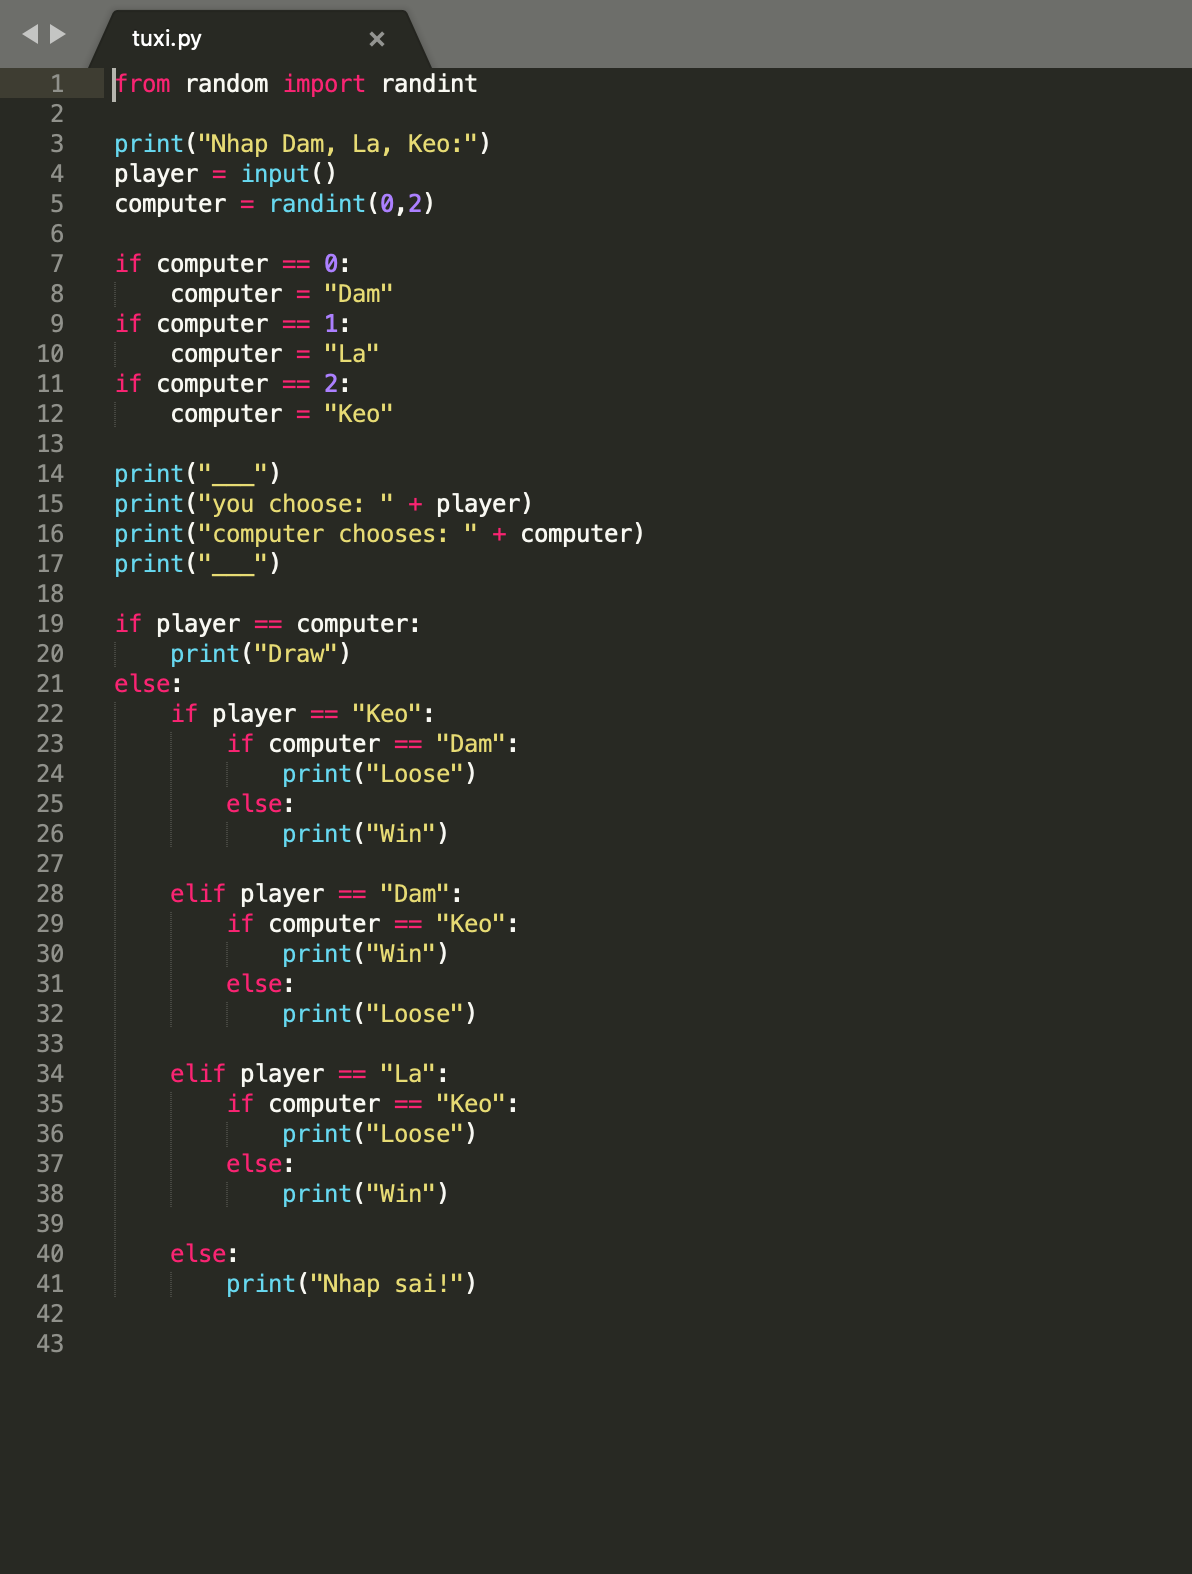 tuxi.py
1 from random import randint
2
3 print("Nhap Dam, La, Keo:")
4 player = input()
5 computer = randint(0,2)
6
7 if computer == 0:
8     computer = "Dam"
9 if computer == 1:
10     computer = "La"
11 if computer == 2:
12     computer = "Keo"
13
14 print("___")
15 print("you choose: " + player)
16 print("computer chooses: " + computer)
17 print("___")
18
19 if player == computer:
20     print("Draw")
21 else:
22     if player == "Keo":
23         if computer == "Dam":
24             print("Loose")
25         else:
26             print("Win")
27
28     elif player == "Dam":
29         if computer == "Keo":
30             print("Win")
31         else:
32             print("Loose")
33
34     elif player == "La":
35         if computer == "Keo":
36             print("Loose")
37         else:
38             print("Win")
39
40     else:
41         print("Nhap sai!")
42
43